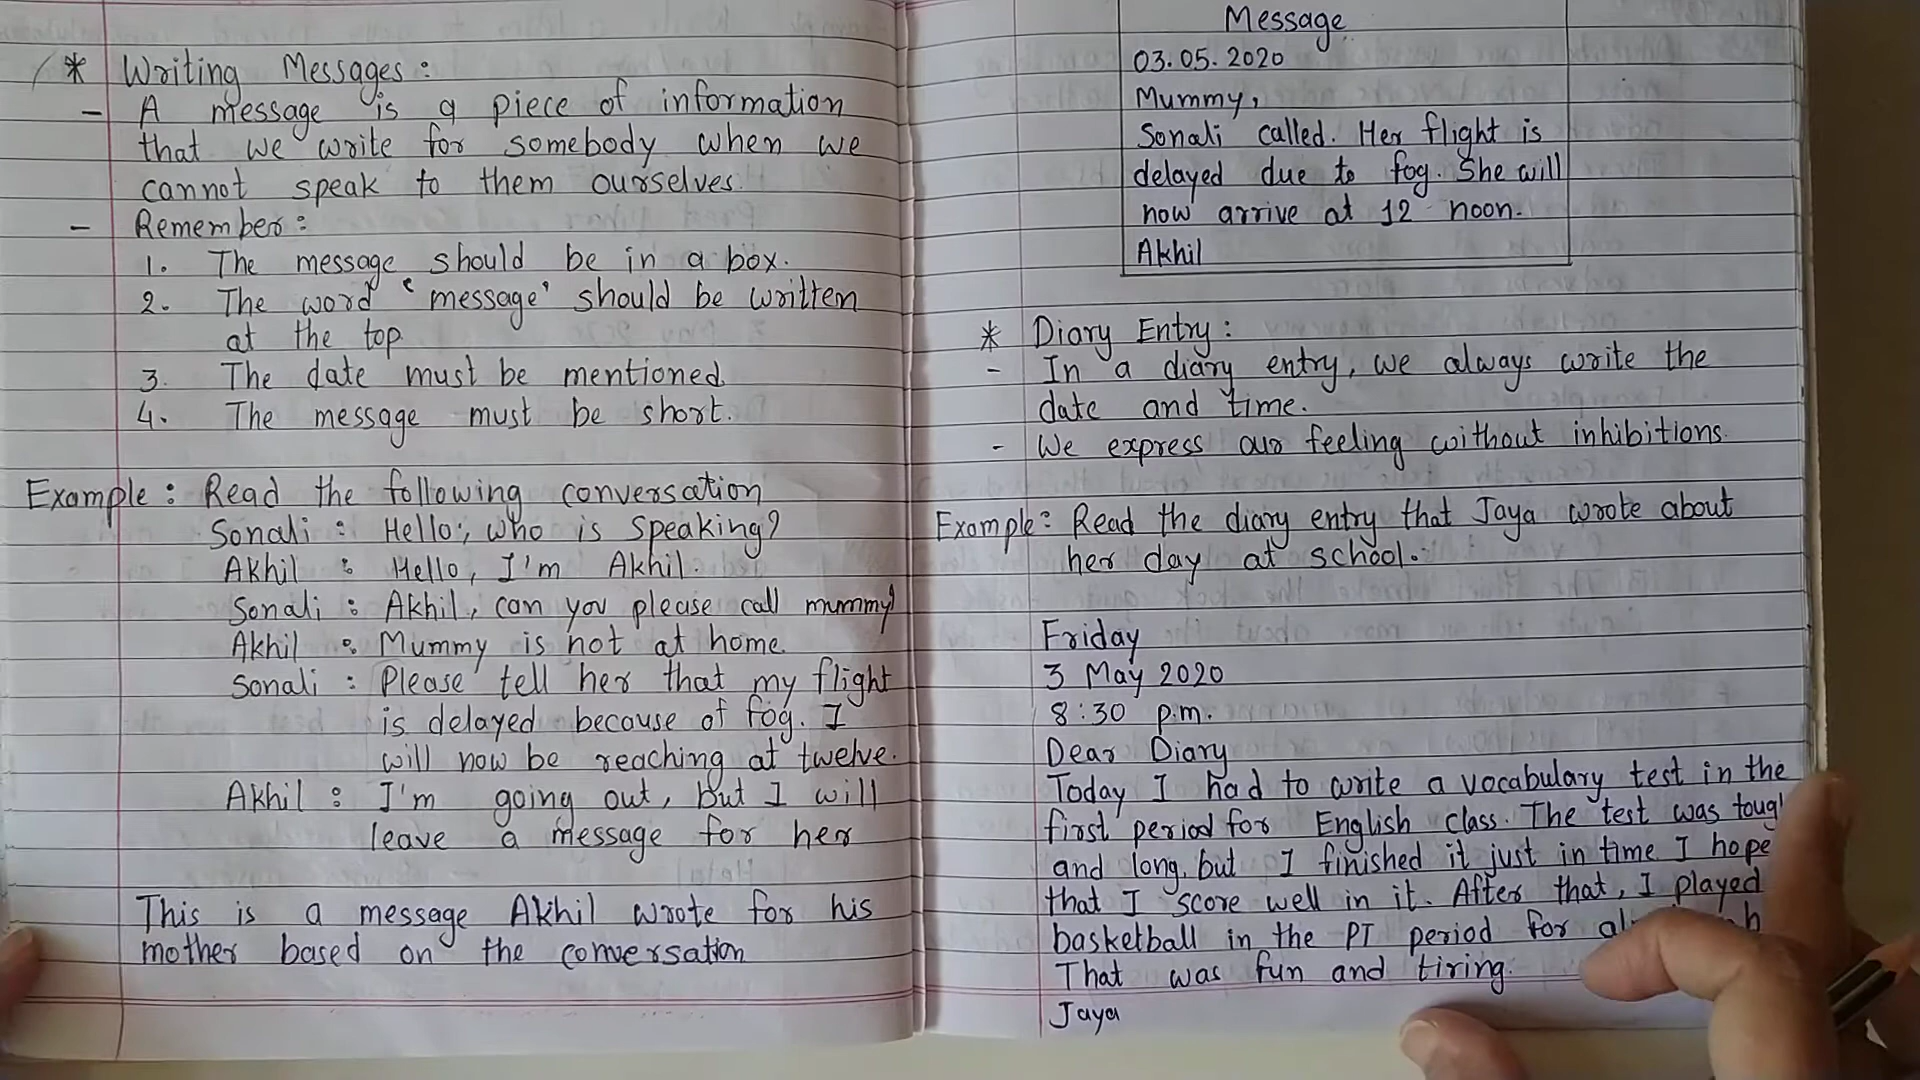 * Writing Messages :
- A message is a piece of information
that we write for somebody when we
cannot speak to them ourselves.
- Remember :
1. The message should be in a box.
2. The word 'message' should be written
at the top
3. The date must be mentioned.
4. The message must be short.
Example : Read the following conversation
Sonali : Hello; who is speaking?
Akhil : Hello, I'm Akhil.
Sonali : Akhil, can you please call mummy?
Akhil : Mummy is not at home.
Sonali : Please tell her that my flight
is delayed because of fog. I
will now be reaching at twelve.
Akhil : I'm going out, but I will
leave a message for her
This is a message Akhil wrote for his
mother based on the conversation
Message
03.05.2020
Mummy,
Sonali called. Her flight is
delayed due to fog. She will
now arrive at 12 noon.
Akhil
* Diary Entry :
- In a diary entry, we always write the
date and time.
- We express our feeling without inhibitions.
Example : Read the diary entry that Jaya wrote about
her day at school.
Friday
3 May 2020
8:30 p.m.
Dear Diary
Today I had to write a vocabulary test in the
first period for English class. The test was
and long, but I finished it just in time I hope
that I score well in it. After that, I played
basketball in the PT period for
That was fun and tiring.
Jaya